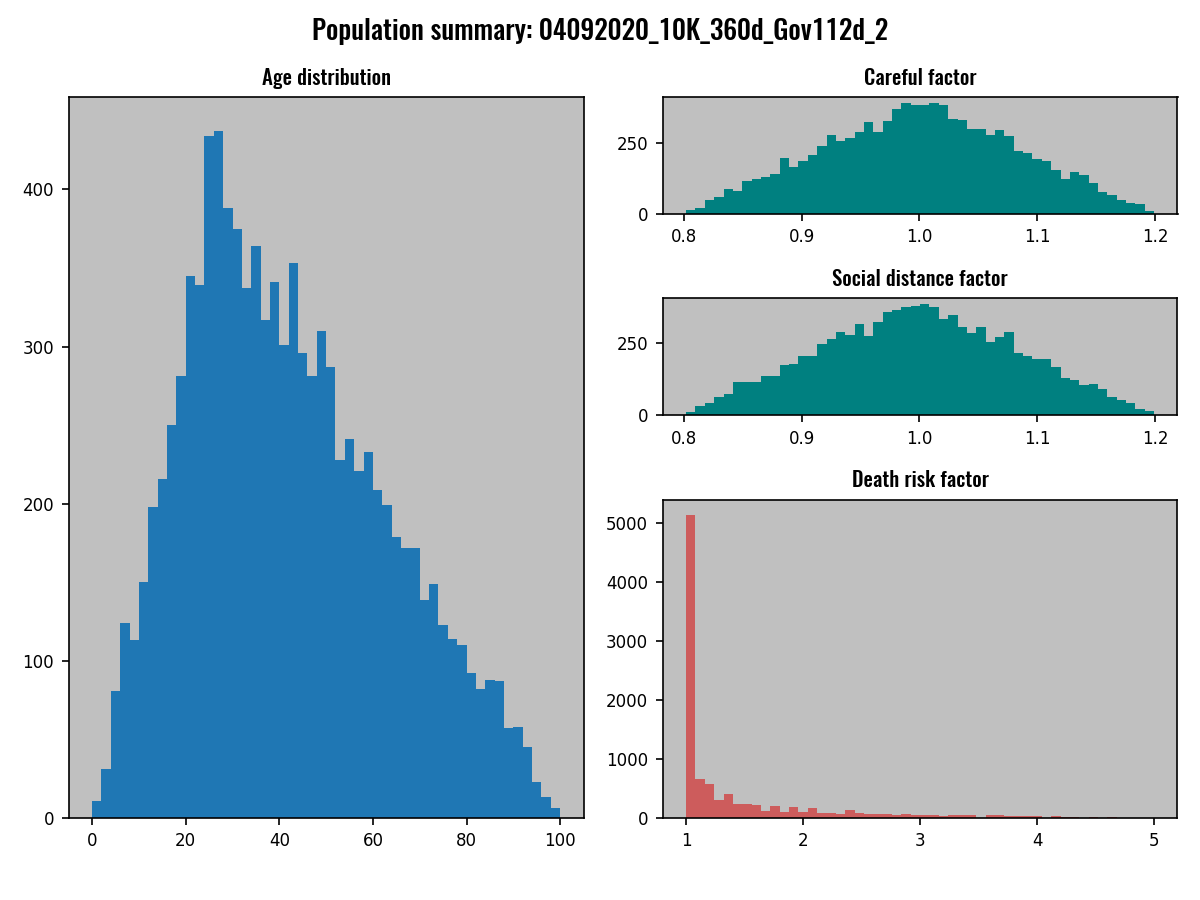 Population summary: 04092020_10K_360d_Gov112d_2
Age distribution
400
300
200
100
0
0 20 40 60 80 100
Careful factor
250
0
0.8 0.9 1.0 1.1 1.2
Social distance factor
250
0
0.8 0.9 1.0 1.1 1.2
Death risk factor
5000
4000
3000
2000
1000
0
1 2 3 4 5